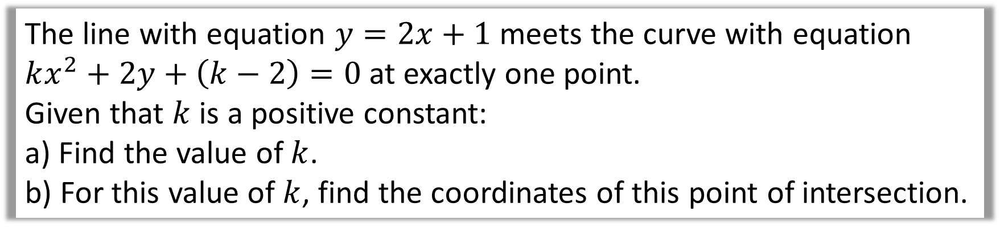 The line with equation 𝑦 = 2𝑥 + 1 meets the curve with equation
𝑘𝑥² + 2𝑦 + (𝑘 − 2) = 0 at exactly one point.
Given that 𝑘 is a positive constant:
a) Find the value of 𝑘.
b) For this value of 𝑘, find the coordinates of this point of intersection.